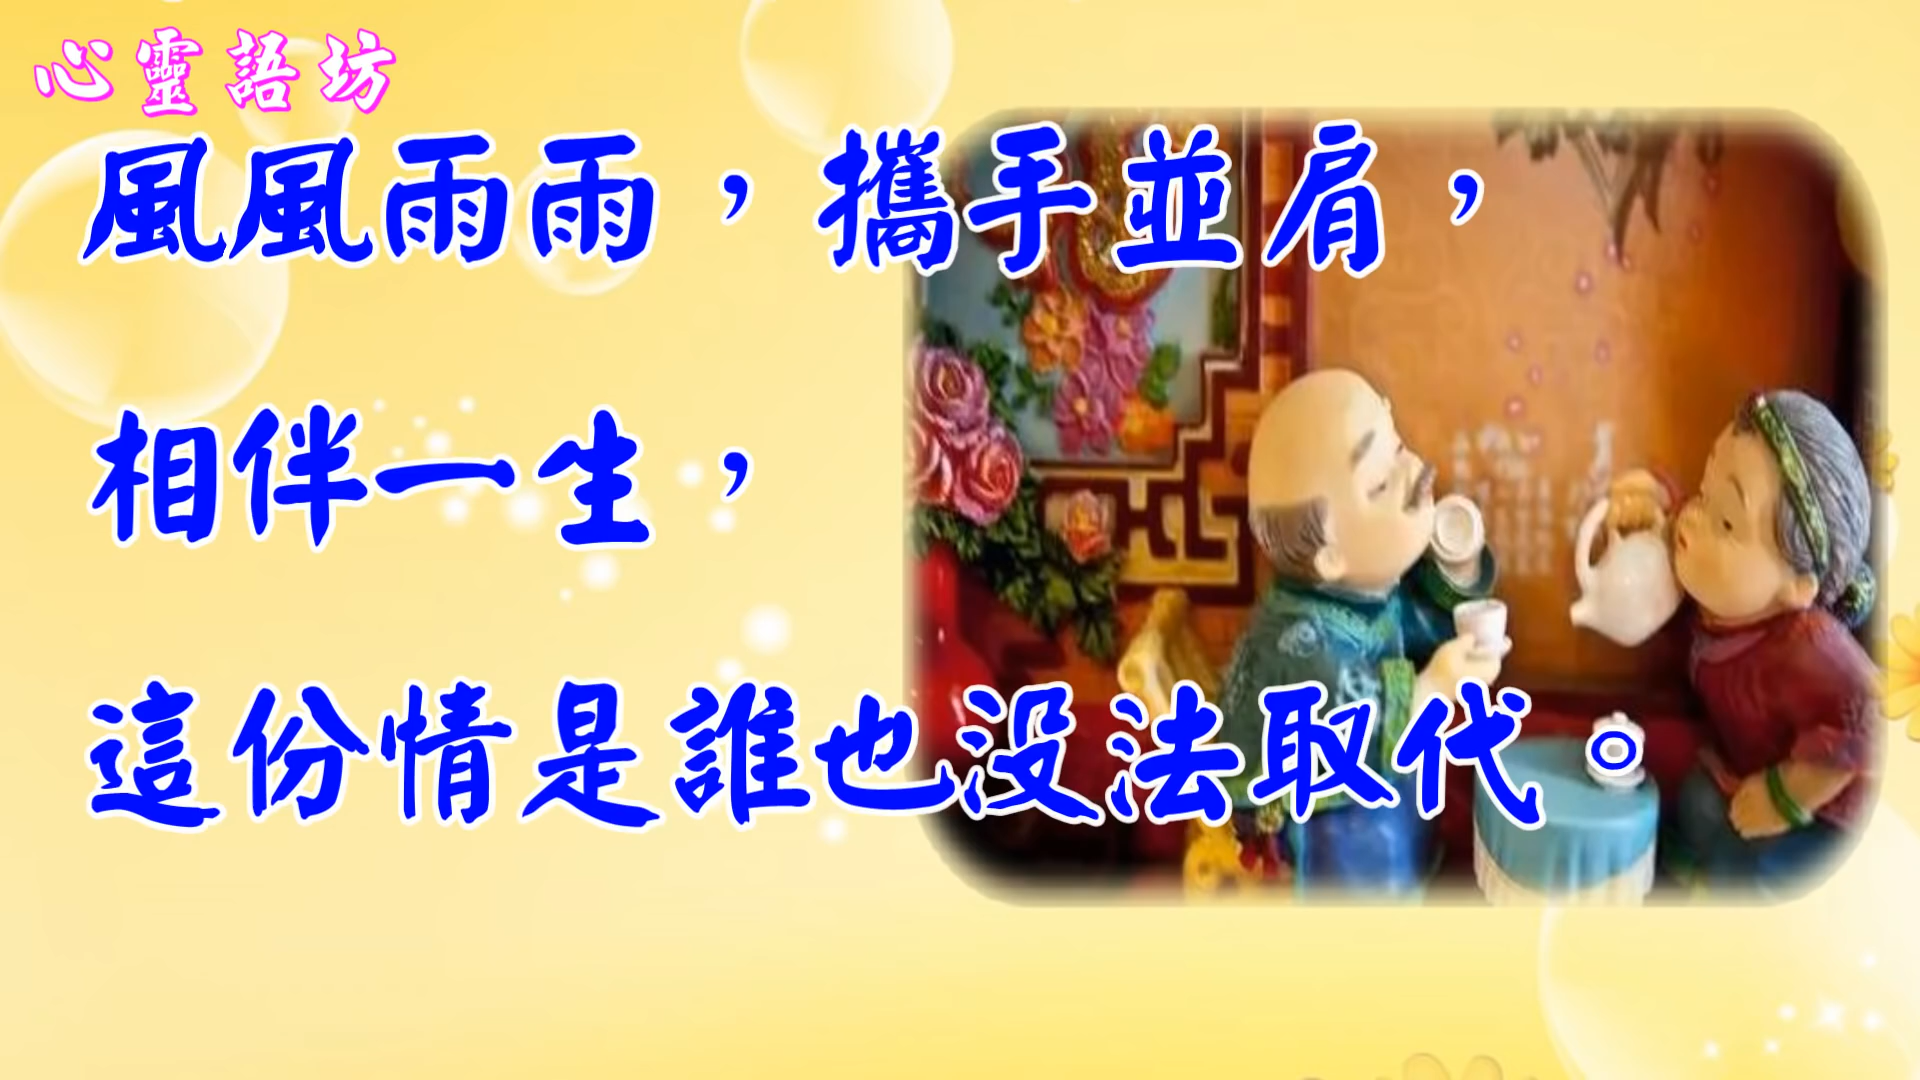 心靈語坊
風風雨雨，攜手並肩，
相伴一生，
這份情是誰也没法取代。